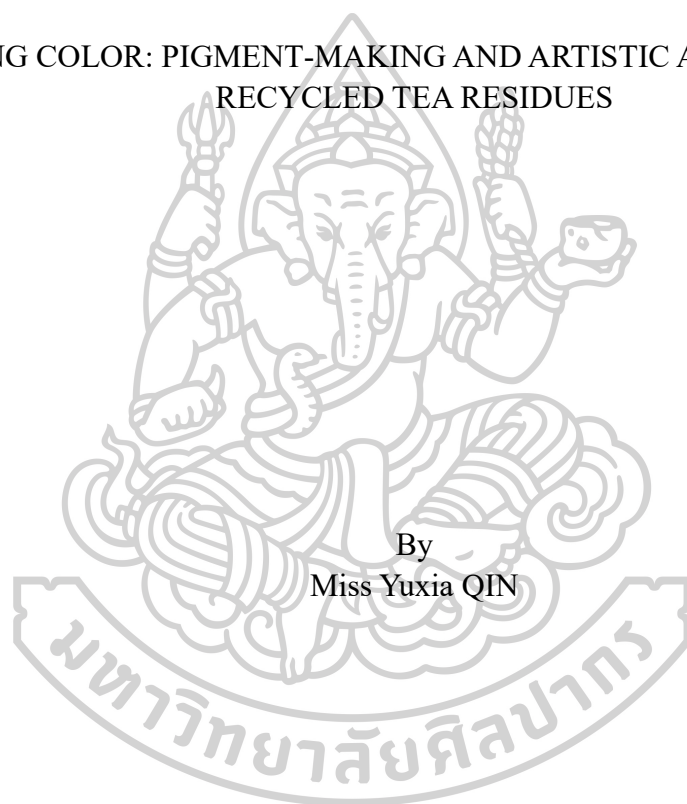 NG COLOR: PIGMENT-MAKING AND ARTISTIC A
RECYCLED TEA RESIDUES
By
Miss Yuxia QIN
มหาวิทยาลัยศิลปากร